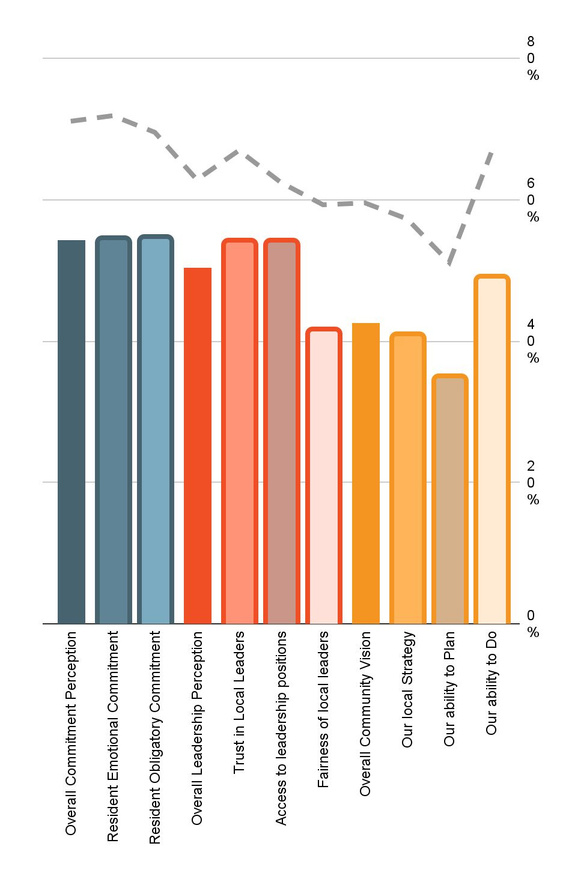 8
0
%
6
0
%
4
0
%
2
0
%
0
%
Overall Commitment Perception
Resident Emotional Commitment
Resident Obligatory Commitment
Overall Leadership Perception
Trust in Local Leaders
Access to leadership positions
Fairness of local leaders
Overall Community Vision
Our local Strategy
Our ability to Plan
Our ability to Do